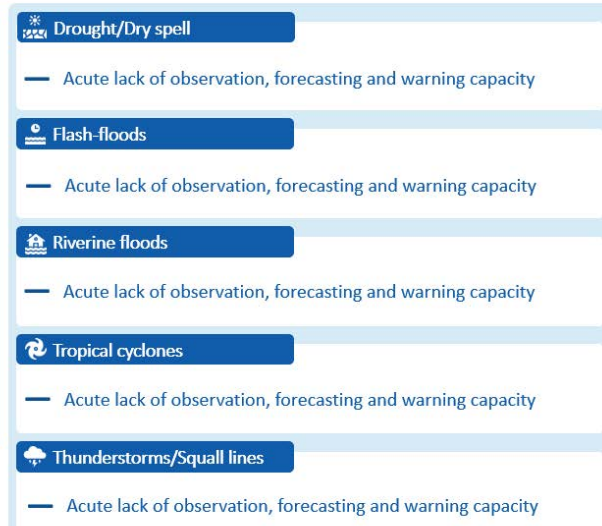 Drought/Dry spell
Acute lack of observation, forecasting and warning capacity
Flash-floods
Acute lack of observation, forecasting and warning capacity
Riverine floods
Acute lack of observation, forecasting and warning capacity
Tropical cyclones
Acute lack of observation, forecasting and warning capacity
Thunderstorms/Squall lines
Acute lack of observation, forecasting and warning capacity